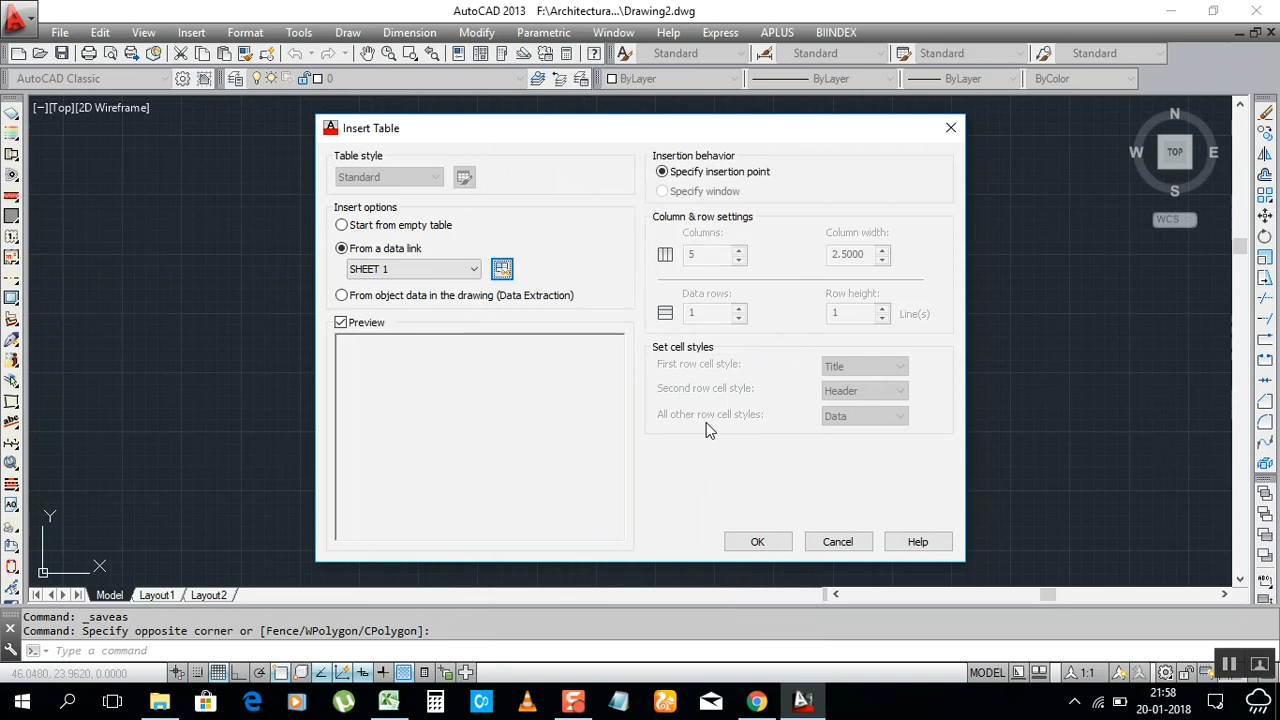 AutoCAD 2013 F:\Architectura...\Drawing2.dwg
File Edit View Insert Format Tools Draw Dimension Modify Parametric Window Help Express APLUS BIINDEX
Standard Standard Standard Standard
AutoCAD Classic 0 ByLayer ByLayer ByLayer ByColor
[−][Top][2D Wireframe]
N
W TOP E
S
WCS
Insert Table
Table style
Standard
Insert options
Start from empty table
From a data link
SHEET 1
From object data in the drawing (Data Extraction)
Preview
Insertion behavior
Specify insertion point
Specify window
Column & row settings
Columns: Column width:
5 2.5000
Data rows: Row height:
1 1 Line(s)
Set cell styles
First row cell style: Title
Second row cell style: Header
All other row cell styles: Data
OK Cancel Help
Y
X
Model Layout1 Layout2
Command: _saveas
Command: Specify opposite corner or [Fence/WPolygon/CPolygon]:
Type a command
46.0480, 23.9620, 0.0000 MODEL 1:1
21:58
20-01-2018